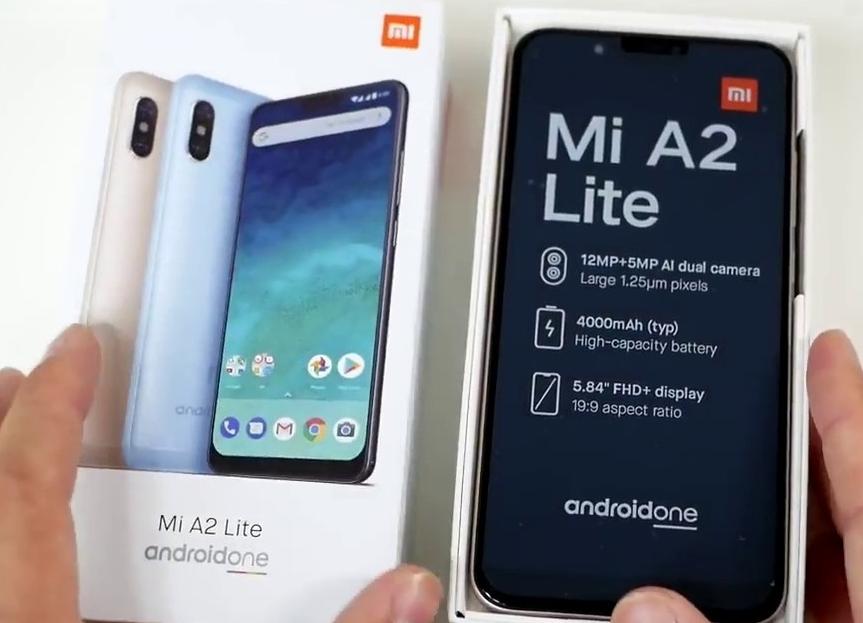 mi
Mi A2 Lite
androidone
mi
Mi A2
Lite
12MP+5MP AI dual camera
Large 1.25μm pixels
4000mAh (typ)
High-capacity battery
5.84" FHD+ display
19:9 aspect ratio
androidone